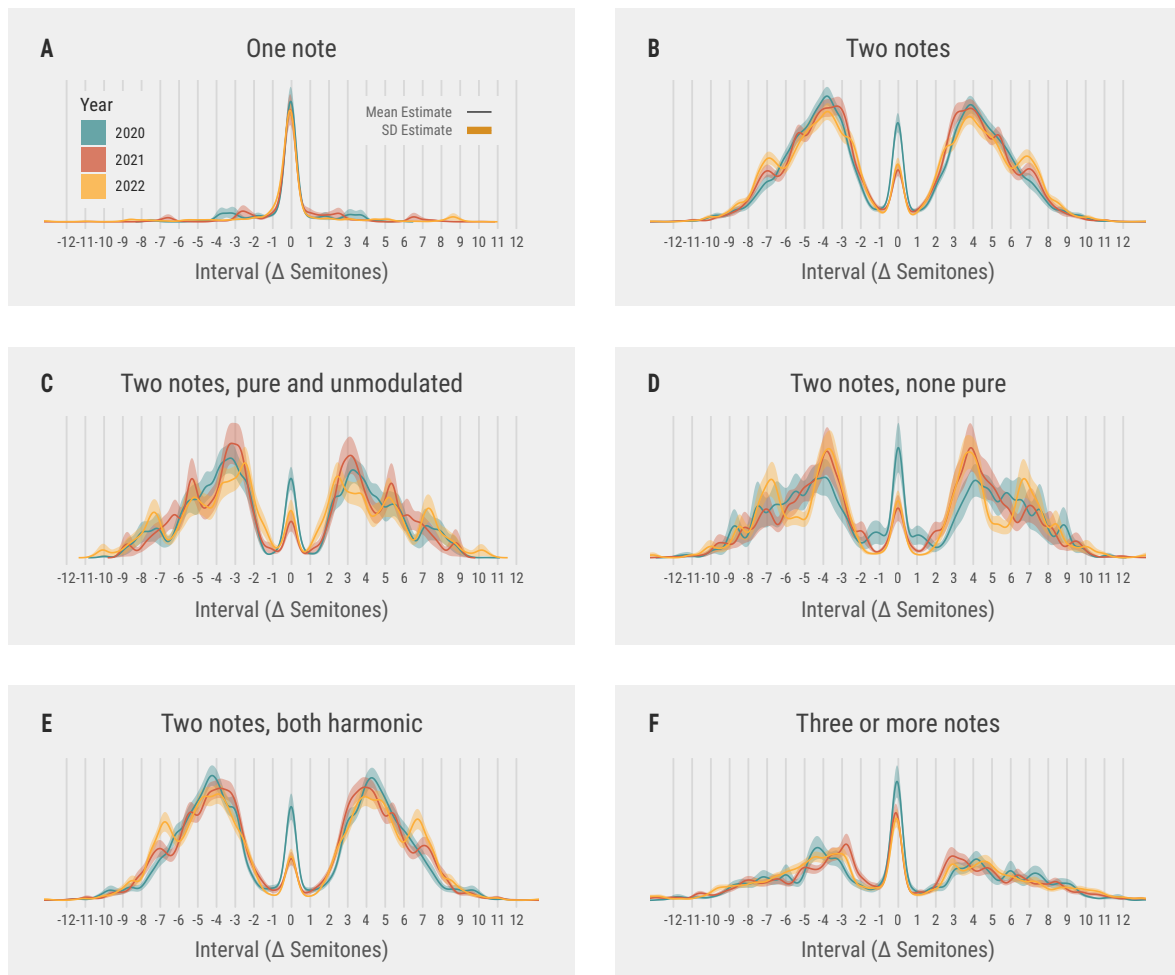 A One note
Year
2020
2021
2022
Mean Estimate
SD Estimate
-12-11-10 -9 -8 -7 -6 -5 -4 -3 -2 -1 0 1 2 3 4 5 6 7 8 9 10 11 12
Interval (Δ Semitones)
B Two notes
-12-11-10 -9 -8 -7 -6 -5 -4 -3 -2 -1 0 1 2 3 4 5 6 7 8 9 10 11 12
Interval (Δ Semitones)
C Two notes, pure and unmodulated
-12-11-10 -9 -8 -7 -6 -5 -4 -3 -2 -1 0 1 2 3 4 5 6 7 8 9 10 11 12
Interval (Δ Semitones)
D Two notes, none pure
-12-11-10 -9 -8 -7 -6 -5 -4 -3 -2 -1 0 1 2 3 4 5 6 7 8 9 10 11 12
Interval (Δ Semitones)
E Two notes, both harmonic
-12-11-10 -9 -8 -7 -6 -5 -4 -3 -2 -1 0 1 2 3 4 5 6 7 8 9 10 11 12
Interval (Δ Semitones)
F Three or more notes
-12-11-10 -9 -8 -7 -6 -5 -4 -3 -2 -1 0 1 2 3 4 5 6 7 8 9 10 11 12
Interval (Δ Semitones)